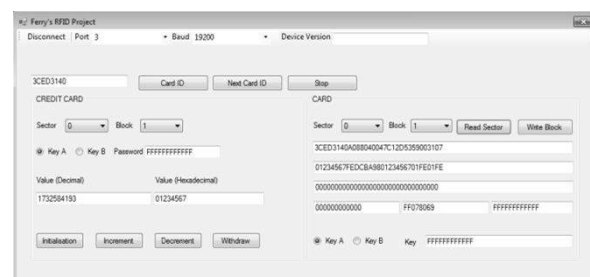 Ferry's RFID Project
Disconnect Port 3 Baud 19200 Device Version
3CED3140 Card ID Next Card ID Stop
CREDIT CARD
Sector 0 Block 1
Key A Key B Password FFFFFFFFFFFF
Value (Decimal) Value (Hexadecimal)
1732584193 01234567
Initialisation Increment Decrement Withdraw
CARD
Sector 0 Block 1 Read Sector Write Block
3CED3140A088040047C12D5359003107
01234567FEDCBA980123456701FE01FE
00000000000000000000000000000000
000000000000 FF078069 FFFFFFFFFFFF
Key A Key B Key FFFFFFFFFFFF